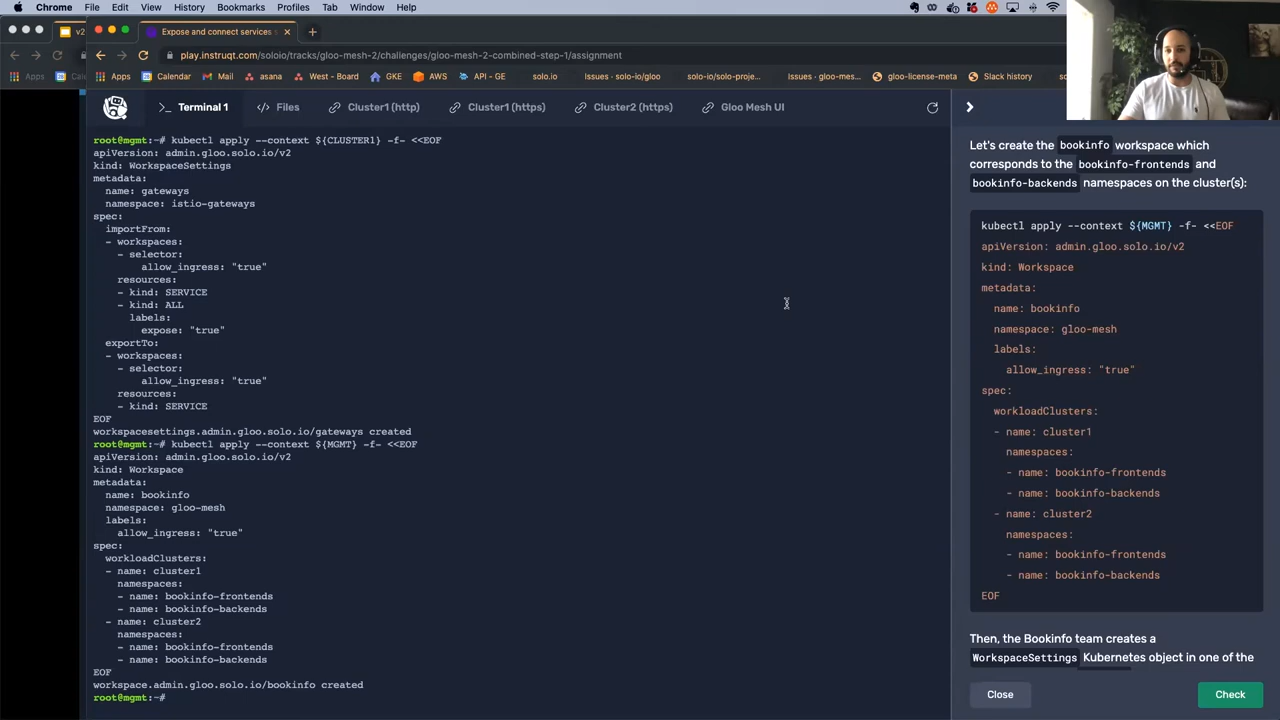 Chrome File Edit View History Bookmarks Profiles Tab Window Help
v2
Expose and connect services
play.instruqt.com/soloio/tracks/gloo-mesh-2/challenges/gloo-mesh-2-combined-step-1/assignment
Apps
Apps Calendar Mail asana West - Board GKE AWS API - GE solo.io Issues · solo-io/gloo solo-io/solo-proje... Issues · gloo-mes... gloo-license-meta Slack history
>_ Terminal 1 </> Files Cluster1 (http) Cluster1 (https) Cluster2 (https) Gloo Mesh UI
root@mgmt:~# kubectl apply --context ${CLUSTER1} -f- <<EOF
apiVersion: admin.gloo.solo.io/v2
kind: WorkspaceSettings
metadata:
  name: gateways
  namespace: istio-gateways
spec:
  importFrom:
  - workspaces:
    - selector:
        allow_ingress: "true"
    resources:
    - kind: SERVICE
    - kind: ALL
      labels:
        expose: "true"
  exportTo:
  - workspaces:
    - selector:
        allow_ingress: "true"
    resources:
    - kind: SERVICE
EOF
workspacesettings.admin.gloo.solo.io/gateways created
root@mgmt:~# kubectl apply --context ${MGMT} -f- <<EOF
apiVersion: admin.gloo.solo.io/v2
kind: Workspace
metadata:
  name: bookinfo
  namespace: gloo-mesh
  labels:
    allow_ingress: "true"
spec:
  workloadClusters:
  - name: cluster1
    namespaces:
    - name: bookinfo-frontends
    - name: bookinfo-backends
  - name: cluster2
    namespaces:
    - name: bookinfo-frontends
    - name: bookinfo-backends
EOF
workspace.admin.gloo.solo.io/bookinfo created
root@mgmt:~#
Let's create the bookinfo workspace which
corresponds to the bookinfo-frontends and
bookinfo-backends namespaces on the cluster(s):
kubectl apply --context ${MGMT} -f- <<EOF
apiVersion: admin.gloo.solo.io/v2
kind: Workspace
metadata:
  name: bookinfo
  namespace: gloo-mesh
  labels:
    allow_ingress: "true"
spec:
  workloadClusters:
  - name: cluster1
    namespaces:
    - name: bookinfo-frontends
    - name: bookinfo-backends
  - name: cluster2
    namespaces:
    - name: bookinfo-frontends
    - name: bookinfo-backends
EOF
Then, the Bookinfo team creates a
WorkspaceSettings Kubernetes object in one of the
Close Check